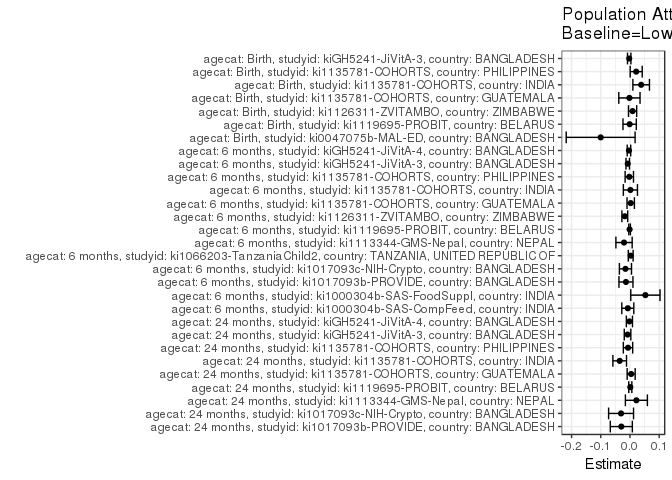 Population Att
Baseline=Low
agecat: Birth, studyid: kiGH5241-JiVitA-3, country: BANGLADESH
agecat: Birth, studyid: ki1135781-COHORTS, country: PHILIPPINES
agecat: Birth, studyid: ki1135781-COHORTS, country: INDIA
agecat: Birth, studyid: ki1135781-COHORTS, country: GUATEMALA
agecat: Birth, studyid: ki1126311-ZVITAMBO, country: ZIMBABWE
agecat: Birth, studyid: ki1119695-PROBIT, country: BELARUS
agecat: Birth, studyid: ki0047075b-MAL-ED, country: BANGLADESH
agecat: 6 months, studyid: kiGH5241-JiVitA-4, country: BANGLADESH
agecat: 6 months, studyid: kiGH5241-JiVitA-3, country: BANGLADESH
agecat: 6 months, studyid: ki1135781-COHORTS, country: PHILIPPINES
agecat: 6 months, studyid: ki1135781-COHORTS, country: INDIA
agecat: 6 months, studyid: ki1135781-COHORTS, country: GUATEMALA
agecat: 6 months, studyid: ki1126311-ZVITAMBO, country: ZIMBABWE
agecat: 6 months, studyid: ki1119695-PROBIT, country: BELARUS
agecat: 6 months, studyid: ki1113344-GMS-Nepal, country: NEPAL
agecat: 6 months, studyid: ki1066203-TanzaniaChild2, country: TANZANIA, UNITED REPUBLIC OF
agecat: 6 months, studyid: ki1017093c-NIH-Crypto, country: BANGLADESH
agecat: 6 months, studyid: ki1017093b-PROVIDE, country: BANGLADESH
agecat: 6 months, studyid: ki1000304b-SAS-FoodSuppl, country: INDIA
agecat: 6 months, studyid: ki1000304b-SAS-CompFeed, country: INDIA
agecat: 24 months, studyid: kiGH5241-JiVitA-4, country: BANGLADESH
agecat: 24 months, studyid: kiGH5241-JiVitA-3, country: BANGLADESH
agecat: 24 months, studyid: ki1135781-COHORTS, country: PHILIPPINES
agecat: 24 months, studyid: ki1135781-COHORTS, country: INDIA
agecat: 24 months, studyid: ki1135781-COHORTS, country: GUATEMALA
agecat: 24 months, studyid: ki1119695-PROBIT, country: BELARUS
agecat: 24 months, studyid: ki1113344-GMS-Nepal, country: NEPAL
agecat: 24 months, studyid: ki1017093c-NIH-Crypto, country: BANGLADESH
agecat: 24 months, studyid: ki1017093b-PROVIDE, country: BANGLADESH
-0.2 -0.1 0.0 0.1
Estimate